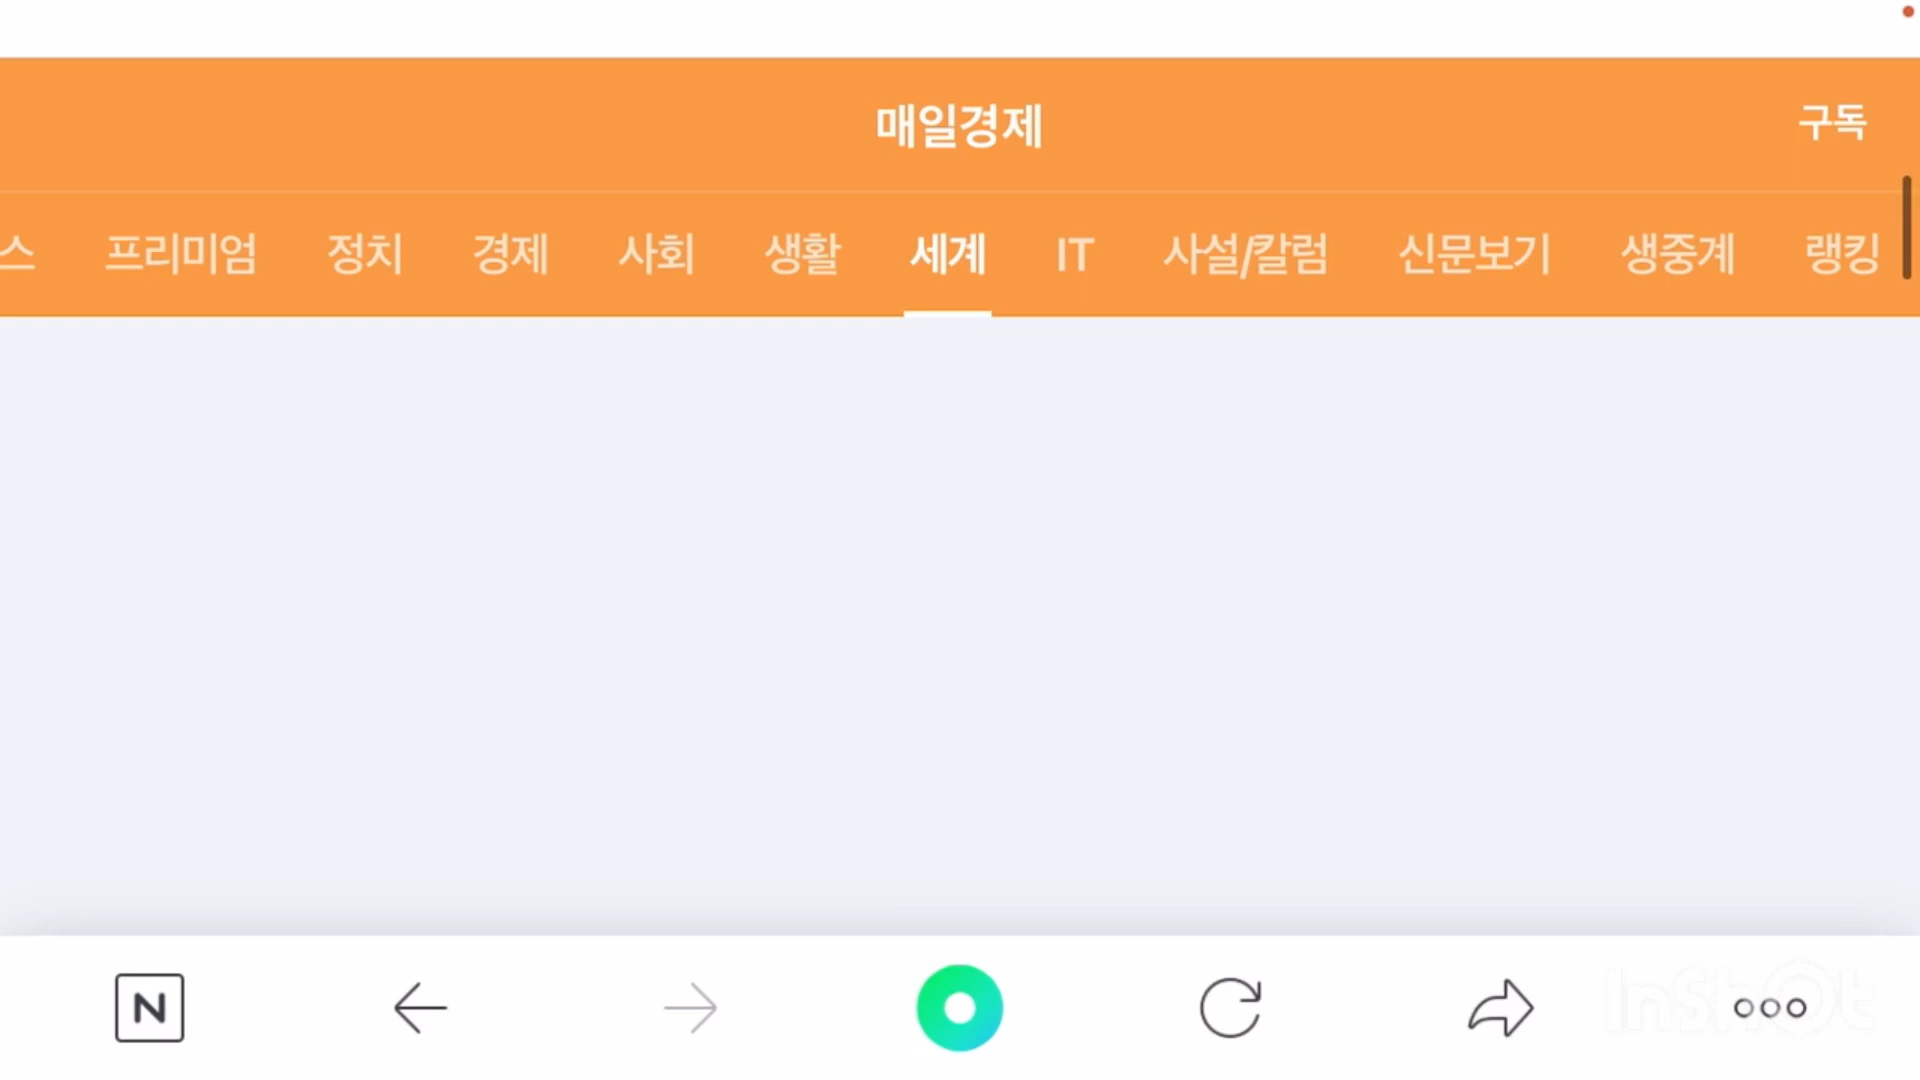 매일경제
구독
스 프리미엄 정치 경제 사회 생활 세계 IT 사설/칼럼 신문보기 생중계 랭킹
N
InShOt